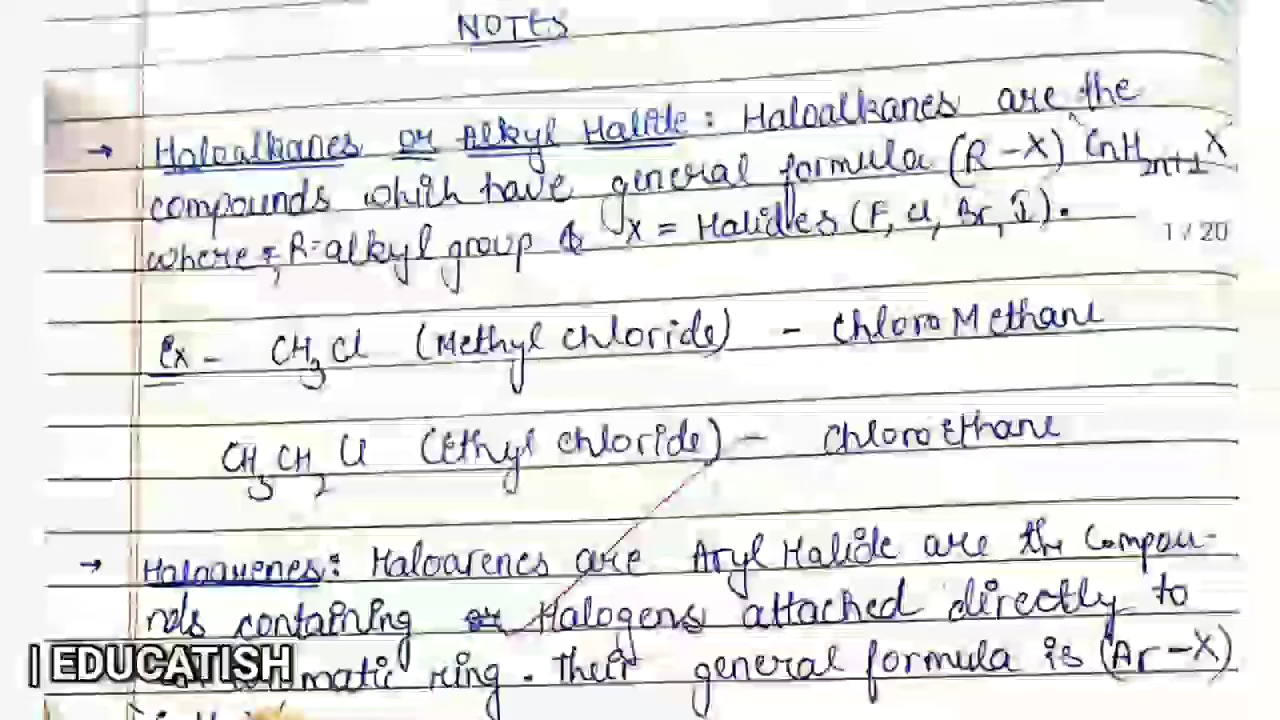 NOTES
→ Haloalkanes or Alkyl Halide : Haloalkanes are the
compounds which have general formula (R-X) CnH2n+1X
where, R=alkyl group & X = Halides (F, Cl, Br, I).
1 / 20
Ex - CH3Cl (Methyl chloride) - Chloro Methane
CH3CH2Cl (Ethyl chloride) - Chloroethane
→ Haloarenes: Haloarenes are Aryl Halide are the Compou-
nds containing Halogens attached directly to
matic ring. Their general formula is (Ar-X)
| EDUCATISH